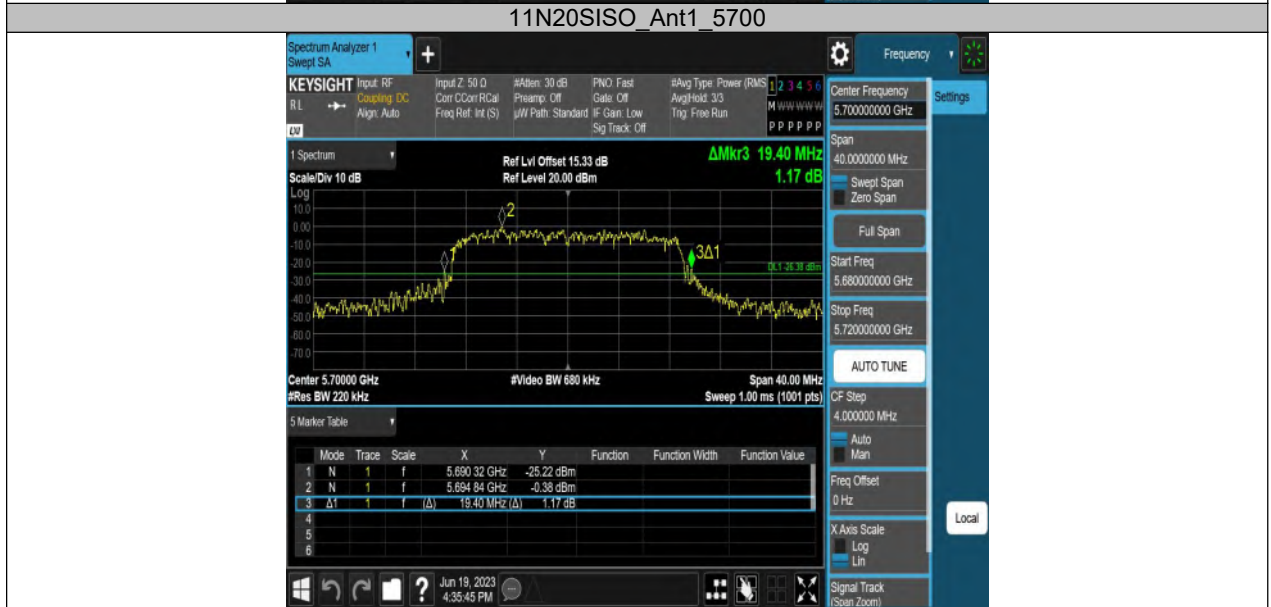 11N20SISO_Ant1_5700
Spectrum Analyzer 1
Swept SA
+
Frequency
KEYSIGHT
RL
LXI
Input: RF
Coupling: DC
Align: Auto
Input Z: 50 Ω
Corr CCorr RCal
Freq Ref: Int (S)
#Atten: 30 dB
Preamp: Off
µW Path: Standard
PNO: Fast
Gate: Off
IF Gain: Low
Sig Track: Off
#Avg Type: Power (RMS
Avg|Hold: 3/3
Trig: Free Run
1 2 3 4 5 6
M W W W W W
P P P P P P
Center Frequency
5.700000000 GHz
Settings
Span
40.0000000 MHz
Swept Span
Zero Span
Full Span
Start Freq
5.680000000 GHz
Stop Freq
5.720000000 GHz
AUTO TUNE
CF Step
4.000000 MHz
Auto
Man
Freq Offset
0 Hz
X Axis Scale
Log
Lin
Signal Track
(Span Zoom)
Local
1 Spectrum
Scale/Div 10 dB
Ref Lvl Offset 15.33 dB
Ref Level 20.00 dBm
ΔMkr3 19.40 MHz
1.17 dB
Log
10.0
0.00
-10.0
-20.0
-30.0
-40.0
-50.0
-60.0
-70.0
1
2
3Δ1
DL1 -26.38 dBm
Center 5.70000 GHz
#Res BW 220 kHz
#Video BW 680 kHz
Span 40.00 MHz
Sweep 1.00 ms (1001 pts)
5 Marker Table
Mode Trace Scale X Y Function Function Width Function Value
1 N 1 f 5.690 32 GHz -25.22 dBm
2 N 1 f 5.694 84 GHz -0.38 dBm
3 Δ1 1 f (Δ) 19.40 MHz (Δ) 1.17 dB
4
5
6
?
Jun 19, 2023
4:35:45 PM